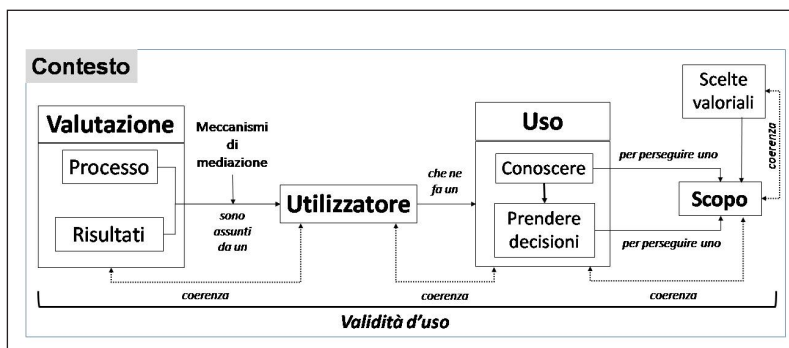 Contesto
Valutazione
Processo
Risultati
Meccanismi
di
mediazione
sono
assunti
da un
Utilizzatore
che ne
fa un
Uso
Conoscere
Prendere
decisioni
per perseguire uno
per perseguire uno
Scelte
valoriali
coerenza
Scopo
coerenza
coerenza
coerenza
Validità d'uso